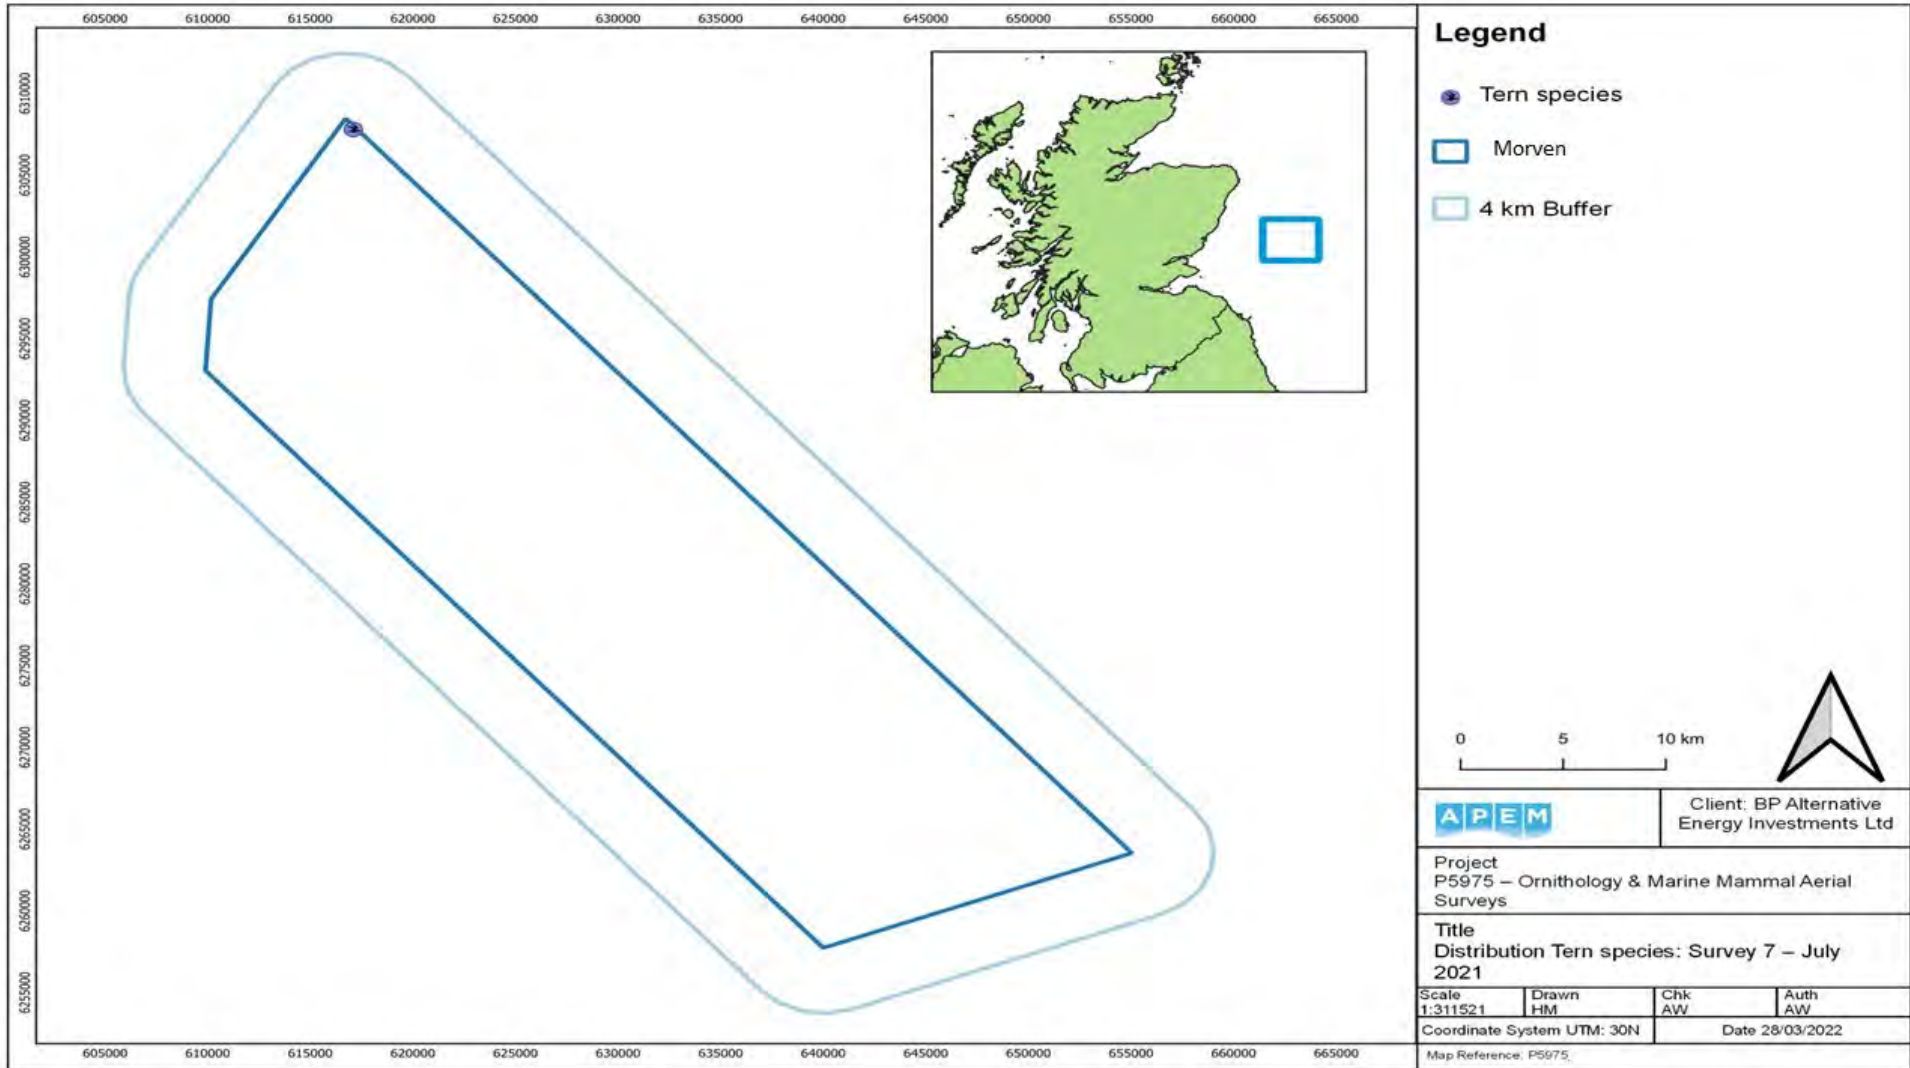 605000 610000 615000 620000 625000 630000 635000 640000 645000 650000 655000 660000 665000
6310000
6305000
6300000
6295000
6290000
6285000
6280000
6275000
6270000
6265000
6260000
6255000
605000 610000 615000 620000 625000 630000 635000 640000 645000 650000 655000 660000 665000
Legend
Tern species
Morven
4 km Buffer
0 5 10 km
APEM
Client: BP Alternative
Energy Investments Ltd
Project
P5975 – Ornithology & Marine Mammal Aerial
Surveys
Title
Distribution Tern species: Survey 7 – July
2021
Scale Drawn Chk Auth
1:311521 HM AW AW
Coordinate System UTM: 30N Date 28/03/2022
Map Reference: P5975